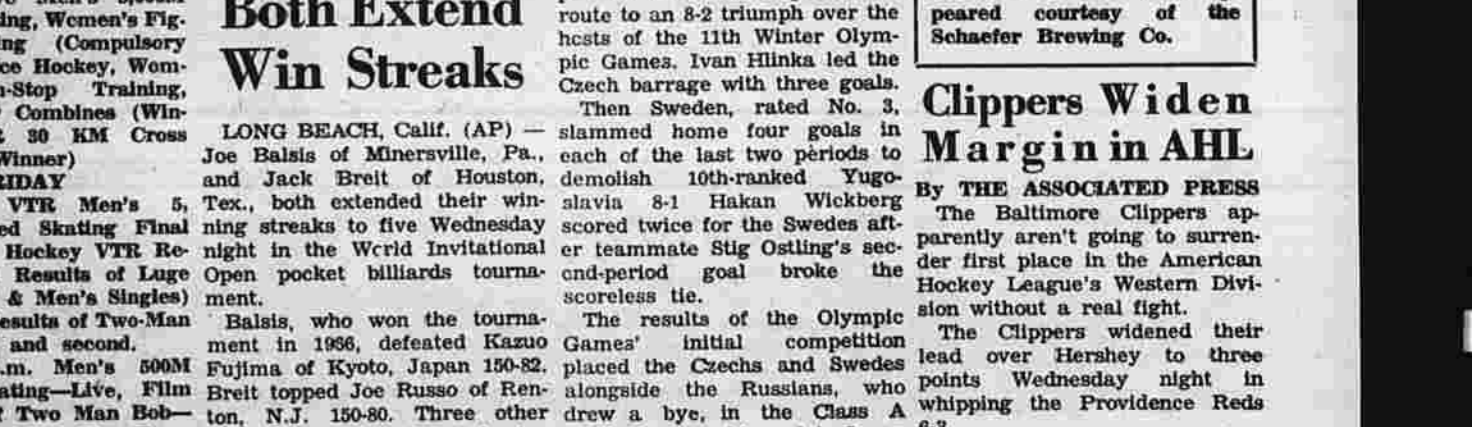 ing, Women's Fig-
ng (Compulsory
ce Hockey, Wom-
n-Stop Training,
Combines (Win-
30 KM Cross
Winner)
RIDAY
VTR Men's 5,
ed Skating Final
Hockey VTR Re-
Results of Luge
& Men's Singles)
esults of Two-Man
and second.
.m. Men's 500M
ating—Live, Film
Two Man Bob—
Both Extend
Win Streaks
LONG BEACH, Calif. (AP) —
Joe Balsis of Minersville, Pa.,
and Jack Breit of Houston,
Tex., both extended their win-
ning streaks to five Wednesday
night in the World Invitational
Open pocket billiards tourna-
ment.
Balsis, who won the tourna-
ment in 1966, defeated Kazuo
Fujima of Kyoto, Japan 150-82.
Breit topped Joe Russo of Ren-
ton, N.J. 150-80. Three other
route to an 8-2 triumph over the
hosts of the 11th Winter Olym-
pic Games. Ivan Hlinka led the
Czech barrage with three goals.
Then Sweden, rated No. 3,
slammed home four goals in
each of the last two periods to
demolish 10th-ranked Yugo-
slavia 8-1 Hakan Wickberg
scored twice for the Swedes aft-
er teammate Stig Ostling's sec-
ond-period goal broke the
scoreless tie.
The results of the Olympic
Games' initial competition
placed the Czechs and Swedes
alongside the Russians, who
drew a bye, in the Class A
peared courtesy of the
Schaefer Brewing Co.
Clippers Widen
Margin in AHL
By THE ASSOCIATED PRESS
The Baltimore Clippers ap-
parently aren't going to surren-
der first place in the American
Hockey League's Western Divi-
sion without a real fight.
The Clippers widened their
lead over Hershey to three
points Wednesday night in
whipping the Providence Reds